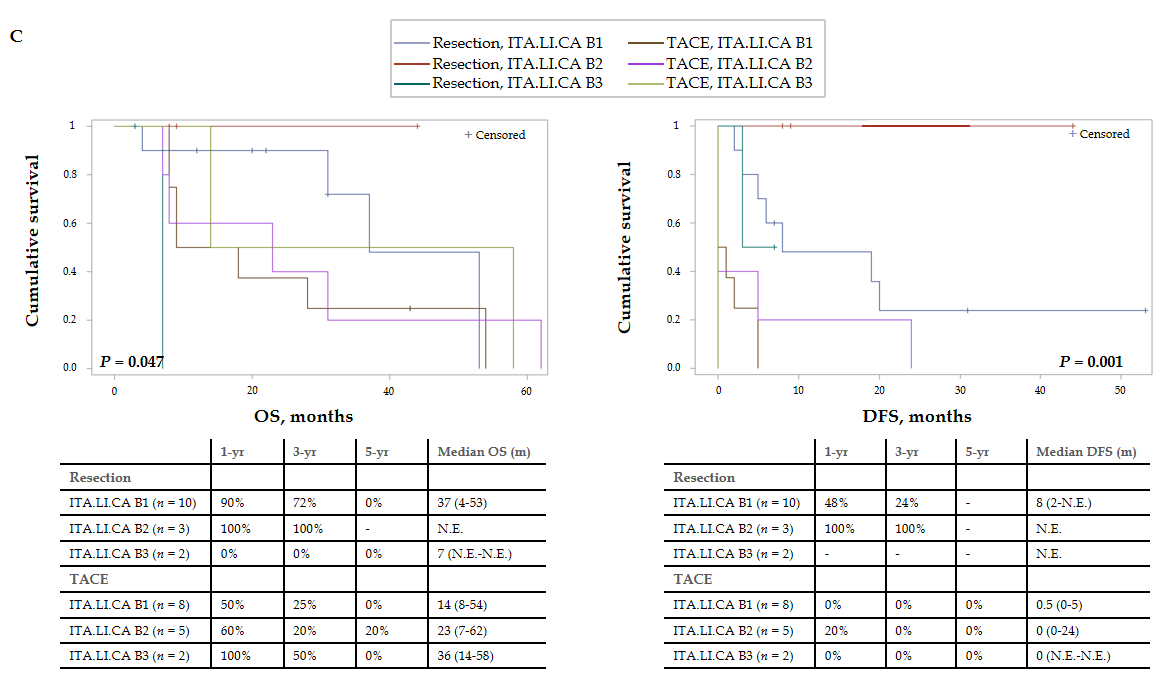 C
Resection, ITA.LI.CA B1 TACE, ITA.LI.CA B1
Resection, ITA.LI.CA B2 TACE, ITA.LI.CA B2
Resection, ITA.LI.CA B3 TACE, ITA.LI.CA B3
Cumulative survival
1
0.8
0.6
0.4
0.2
0.0
+ Censored
P = 0.047
0 20 40 60
OS, months
1-yr 3-yr 5-yr Median OS (m)
Resection
ITA.LI.CA B1 (n = 10) 90% 72% 0% 37 (4-53)
ITA.LI.CA B2 (n = 3) 100% 100% - N.E.
ITA.LI.CA B3 (n = 2) 0% 0% 0% 7 (N.E.-N.E.)
TACE
ITA.LI.CA B1 (n = 8) 50% 25% 0% 14 (8-54)
ITA.LI.CA B2 (n = 5) 60% 20% 20% 23 (7-62)
ITA.LI.CA B3 (n = 2) 100% 50% 0% 36 (14-58)
Cumulative survival
1
0.8
0.6
0.4
0.2
0.0
+ Censored
P = 0.001
0 10 20 30 40 50
DFS, months
1-yr 3-yr 5-yr Median DFS (m)
Resection
ITA.LI.CA B1 (n = 10) 48% 24% - 8 (2-N.E.)
ITA.LI.CA B2 (n = 3) 100% 100% - N.E.
ITA.LI.CA B3 (n = 2) - - - N.E.
TACE
ITA.LI.CA B1 (n = 8) 0% 0% 0% 0.5 (0-5)
ITA.LI.CA B2 (n = 5) 20% 0% 0% 0 (0-24)
ITA.LI.CA B3 (n = 2) 0% 0% 0% 0 (N.E.-N.E.)